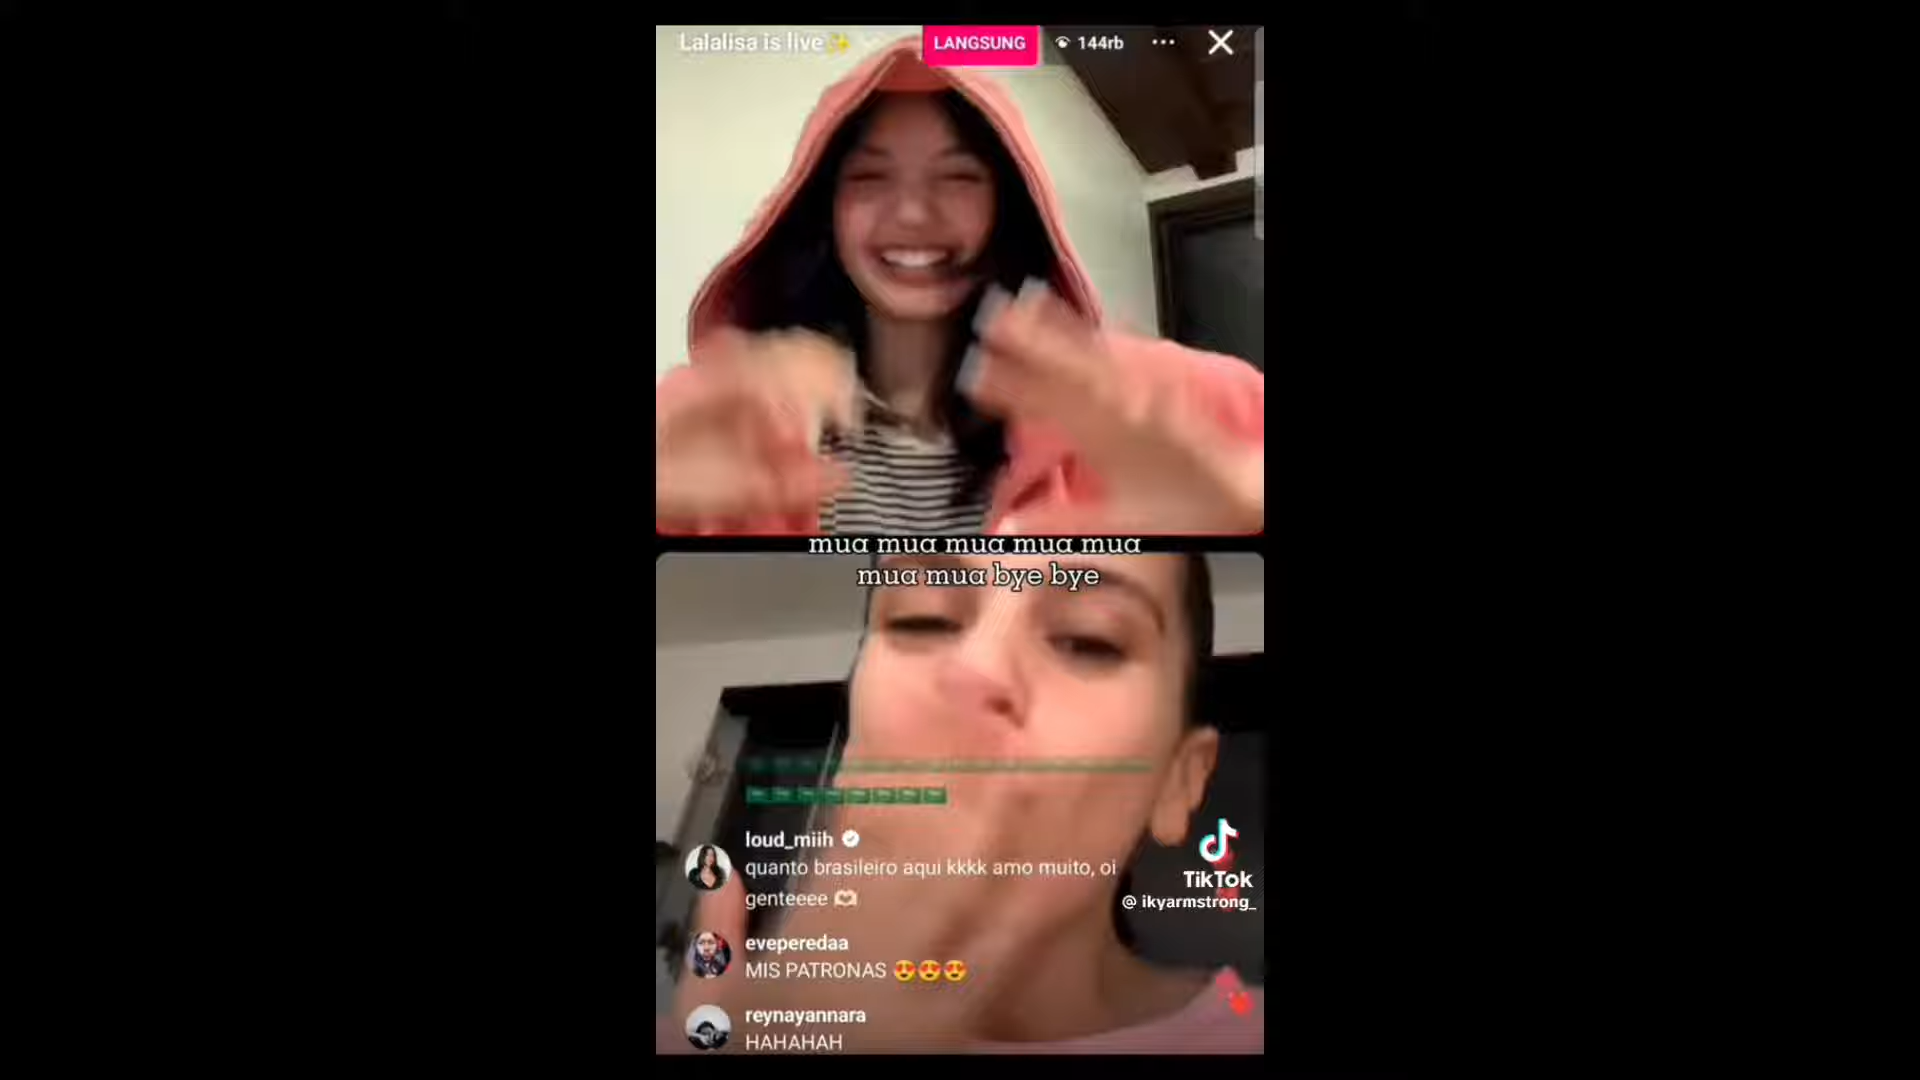 Lalalisa is live✨
LANGSUNG
144rb
mua mua mua mua mua
mua mua bye bye
loud_miih
quanto brasileiro aqui kkkk amo muito, oi
genteeee 🫶🏻
eveperedaa
MIS PATRONAS 😍😍😍
reynayannara
HAHAHAH
TikTok
@ ikyarmstrong_